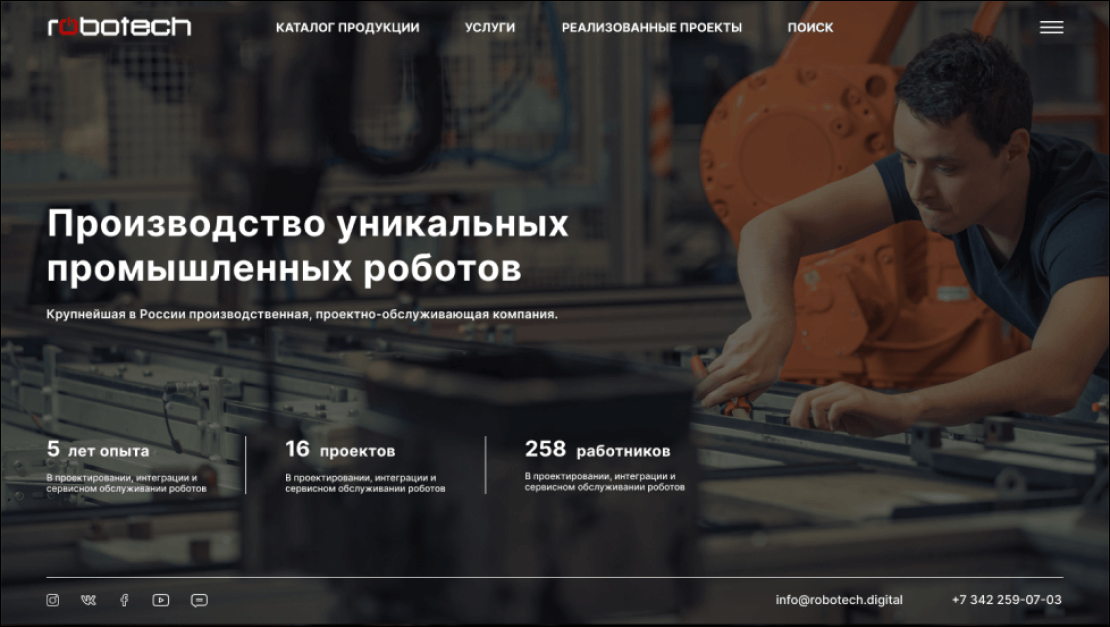 robotech
КАТАЛОГ ПРОДУКЦИИ УСЛУГИ РЕАЛИЗОВАННЫЕ ПРОЕКТЫ ПОИСК
Производство уникальных
промышленных роботов
Крупнейшая в России производственная, проектно-обслуживающая компания.
5 лет опыта
В проектировании, интеграции и
сервисном обслуживании роботов
16 проектов
В проектировании, интеграции и
сервисном обслуживании роботов
258 работников
В проектировании, интеграции и
сервисном обслуживании роботов
info@robotech.digital +7 342 259-07-03